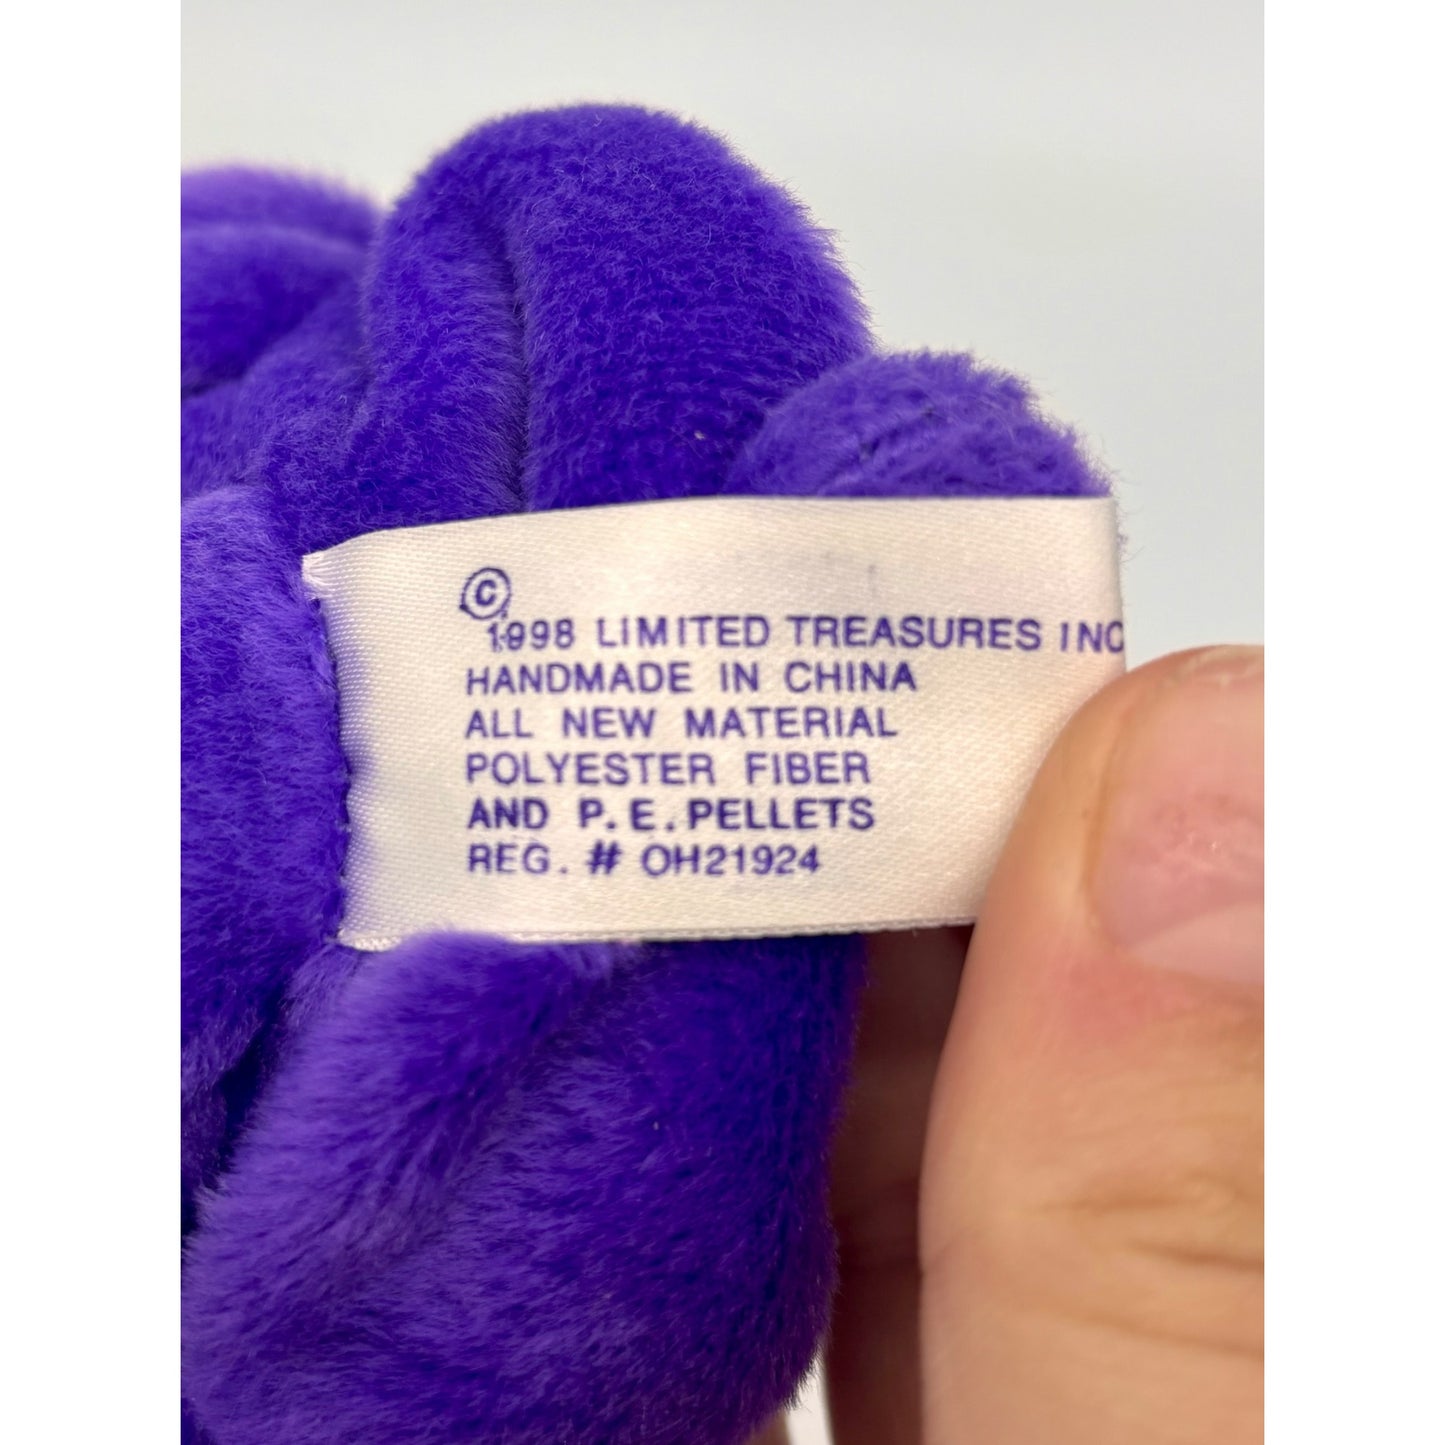 ©
1998 LIMITED TREASURES INC
HANDMADE IN CHINA
ALL NEW MATERIAL
POLYESTER FIBER
AND P.E.PELLETS
REG. # OH21924